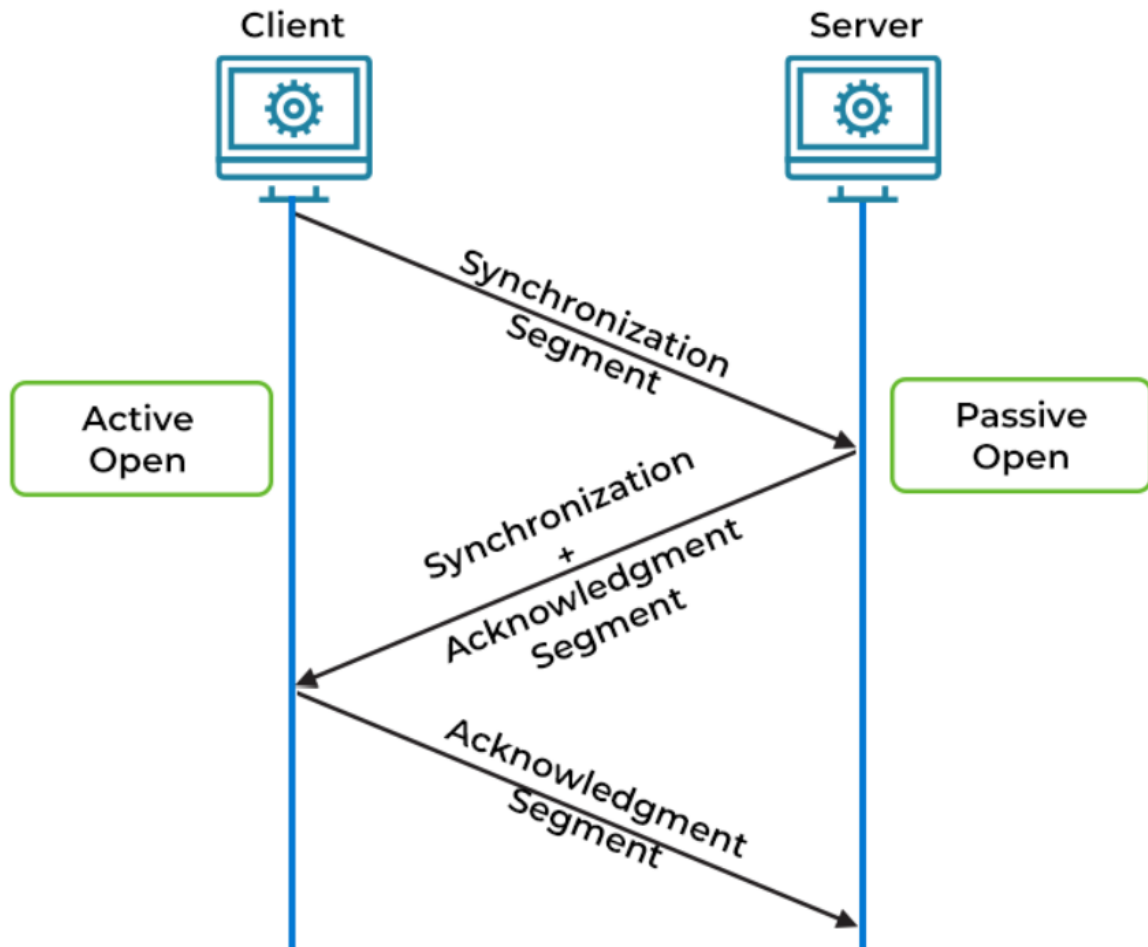 Client
Server
Synchronization
Segment
Active
Open
Passive
Open
Synchronization
+
Acknowledgment
Segment
Acknowledgment
Segment